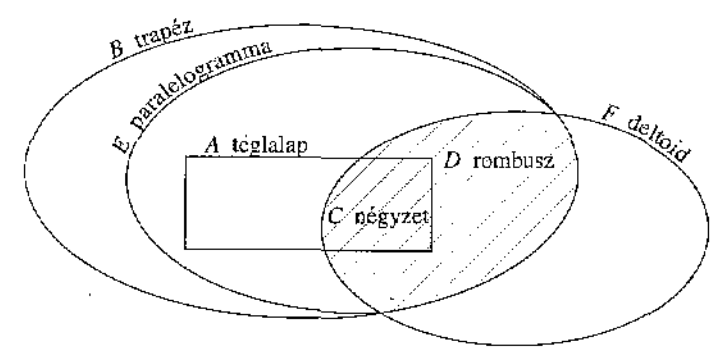 B trapéz
E paralelogramma
A téglalap
F deltoid
D rombusz
C négyzet